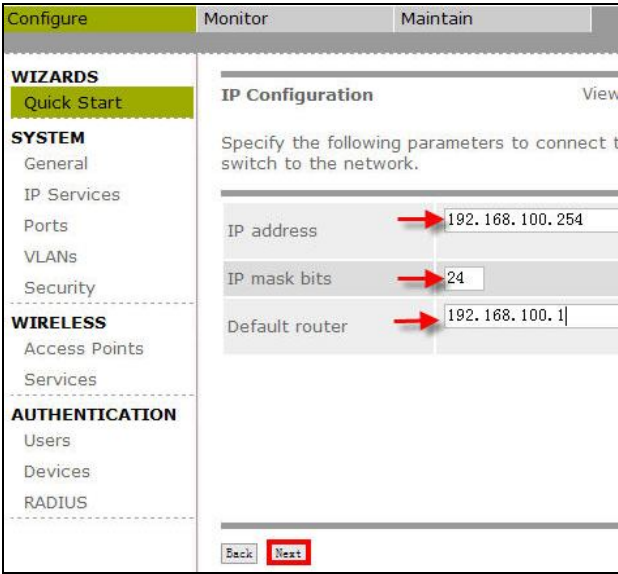 Configure
Monitor
Maintain
WIZARDS
Quick Start
SYSTEM
General
IP Services
Ports
VLANs
Security
WIRELESS
Access Points
Services
AUTHENTICATION
Users
Devices
RADIUS
IP Configuration
View
Specify the following parameters to connect t
switch to the network.
IP address
192.168.100.254
IP mask bits
24
Default router
192.168.100.1
Back
Next